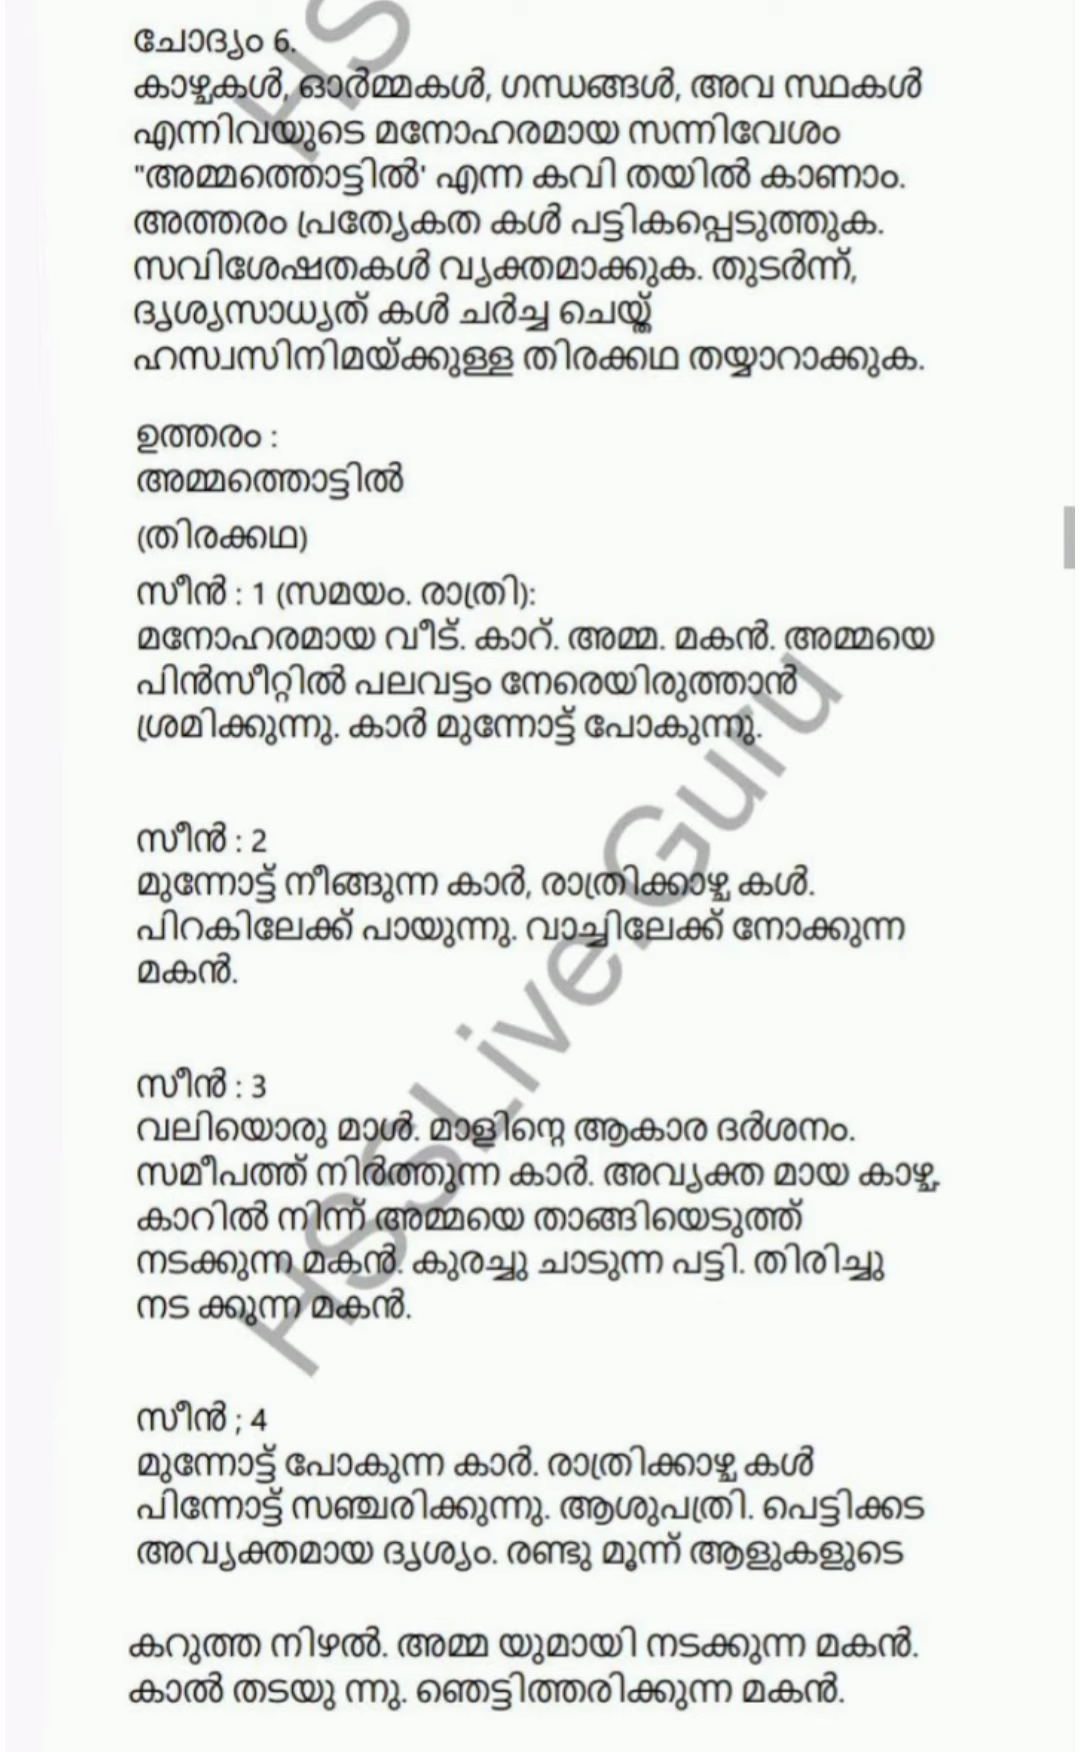 ചോദ്യം 6.
കാഴ്ചകൾ, ഓർമ്മകൾ, ഗന്ധങ്ങൾ, അവ സ്ഥകൾ
എന്നിവയുടെ മനോഹരമായ സന്നിവേശം
"അമ്മത്തൊട്ടിൽ' എന്ന കവി തയിൽ കാണാം.
അത്തരം പ്രത്യേകത കൾ പട്ടികപ്പെടുത്തുക.
സവിശേഷതകൾ വ്യക്തമാക്കുക. തുടർന്ന്,
ദൃശ്യസാധ്യത് കൾ ചർച്ച ചെയ്ത്
ഹസ്വസിനിമയ്ക്കുള്ള തിരക്കഥ തയ്യാറാക്കുക.
ഉത്തരം :
അമ്മത്തൊട്ടിൽ
(തിരക്കഥ)
സീൻ : 1 (സമയം. രാത്രി):
മനോഹരമായ വീട്. കാറ്. അമ്മ. മകൻ. അമ്മയെ
പിൻസീറ്റിൽ പലവട്ടം നേരെയിരുത്താൻ
ശ്രമിക്കുന്നു. കാർ മുന്നോട്ട് പോകുന്നു.
സീൻ : 2
മുന്നോട്ട് നീങ്ങുന്ന കാർ, രാത്രിക്കാഴ്ച കൾ.
പിറകിലേക്ക് പായുന്നു. വാച്ചിലേക്ക് നോക്കുന്ന
മകൻ.
സീൻ : 3
വലിയൊരു മാൾ. മാളിന്റെ ആകാര ദർശനം.
സമീപത്ത് നിർത്തുന്ന കാർ. അവ്യക്ത മായ കാഴ്ച.
കാറിൽ നിന്ന് അമ്മയെ താങ്ങിയെടുത്ത്
നടക്കുന്ന മകൻ. കുരച്ചു ചാടുന്ന പട്ടി. തിരിച്ചു
നട ക്കുന്ന മകൻ.
സീൻ ; 4
മുന്നോട്ട് പോകുന്ന കാർ. രാത്രിക്കാഴ്ച കൾ
പിന്നോട്ട് സഞ്ചരിക്കുന്നു. ആശുപത്രി. പെട്ടിക്കട
അവ്യക്തമായ ദൃശ്യം. രണ്ടു മൂന്ന് ആളുകളുടെ
കറുത്ത നിഴൽ. അമ്മ യുമായി നടക്കുന്ന മകൻ.
കാൽ തടയു ന്നു. ഞെട്ടിത്തരിക്കുന്ന മകൻ.
HSSLive.Guru
HS